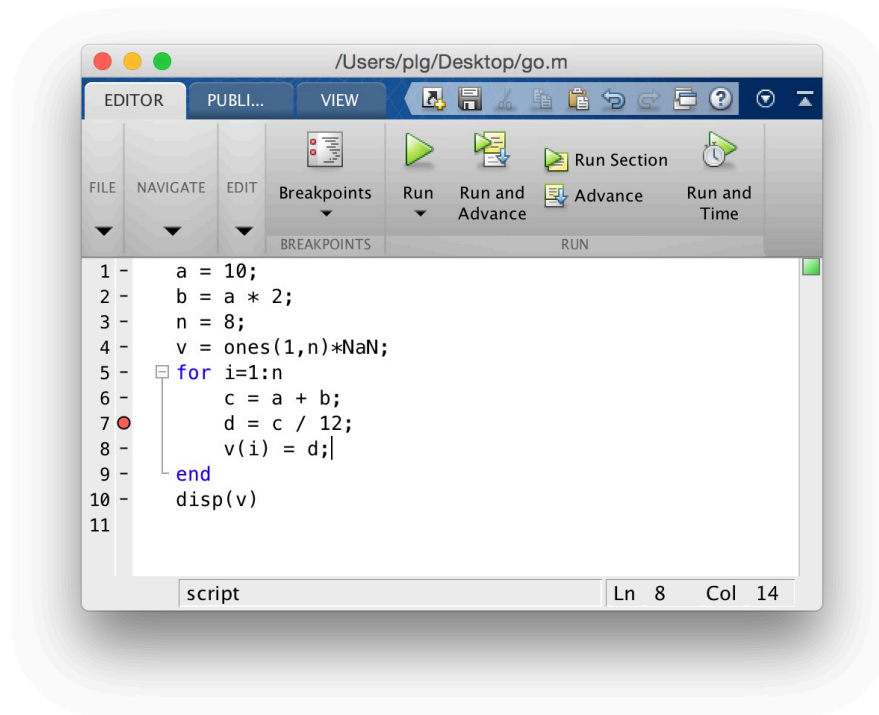 /Users/plg/Desktop/go.m
EDITOR PUBLI... VIEW
FILE NAVIGATE EDIT Breakpoints Run Run and Advance Run Section Advance Run and Time
BREAKPOINTS RUN
1 - a = 10;
2 - b = a * 2;
3 - n = 8;
4 - v = ones(1,n)*NaN;
5 - for i=1:n
6 - c = a + b;
7 d = c / 12;
8 - v(i) = d;
9 - end
10 - disp(v)
11
script Ln 8 Col 14